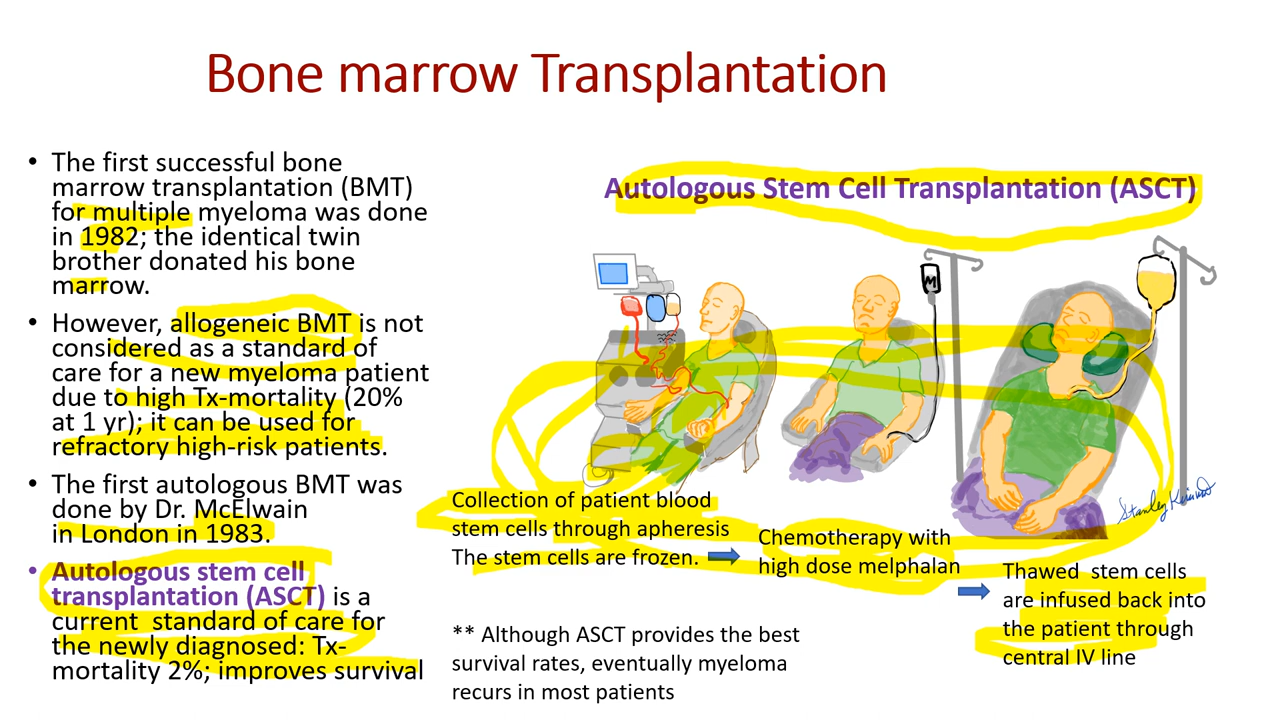 Bone marrow Transplantation
• The first successful bone
marrow transplantation (BMT)
for multiple myeloma was done
in 1982; the identical twin
brother donated his bone
marrow.
• However, allogeneic BMT is not
considered as a standard of
care for a new myeloma patient
due to high Tx-mortality (20%
at 1 yr); it can be used for
refractory high-risk patients.
• The first autologous BMT was
done by Dr. McElwain
in London in 1983.
• Autologous stem cell
transplantation (ASCT) is a
current standard of care for
the newly diagnosed: Tx-
mortality 2%; improves survival
Autologous Stem Cell Transplantation (ASCT)
M
Stanley
Collection of patient blood
stem cells through apheresis
The stem cells are frozen.
Chemotherapy with
high dose melphalan
Thawed stem cells
are infused back into
the patient through
central IV line
** Although ASCT provides the best
survival rates, eventually myeloma
recurs in most patients